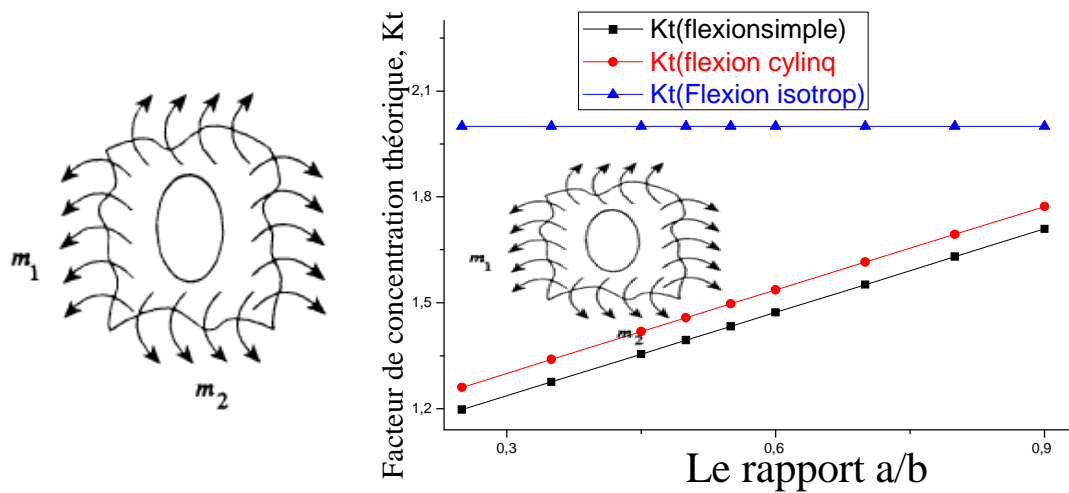 m1
m2
Facteur de concentration théorique, Kt
Kt(flexionsimple)
Kt(flexion cylinq
Kt(Flexion isotrop)
2,1
1,8
1,5
1,2
m1
m2
0,3
0,6
0,9
Le rapport a/b